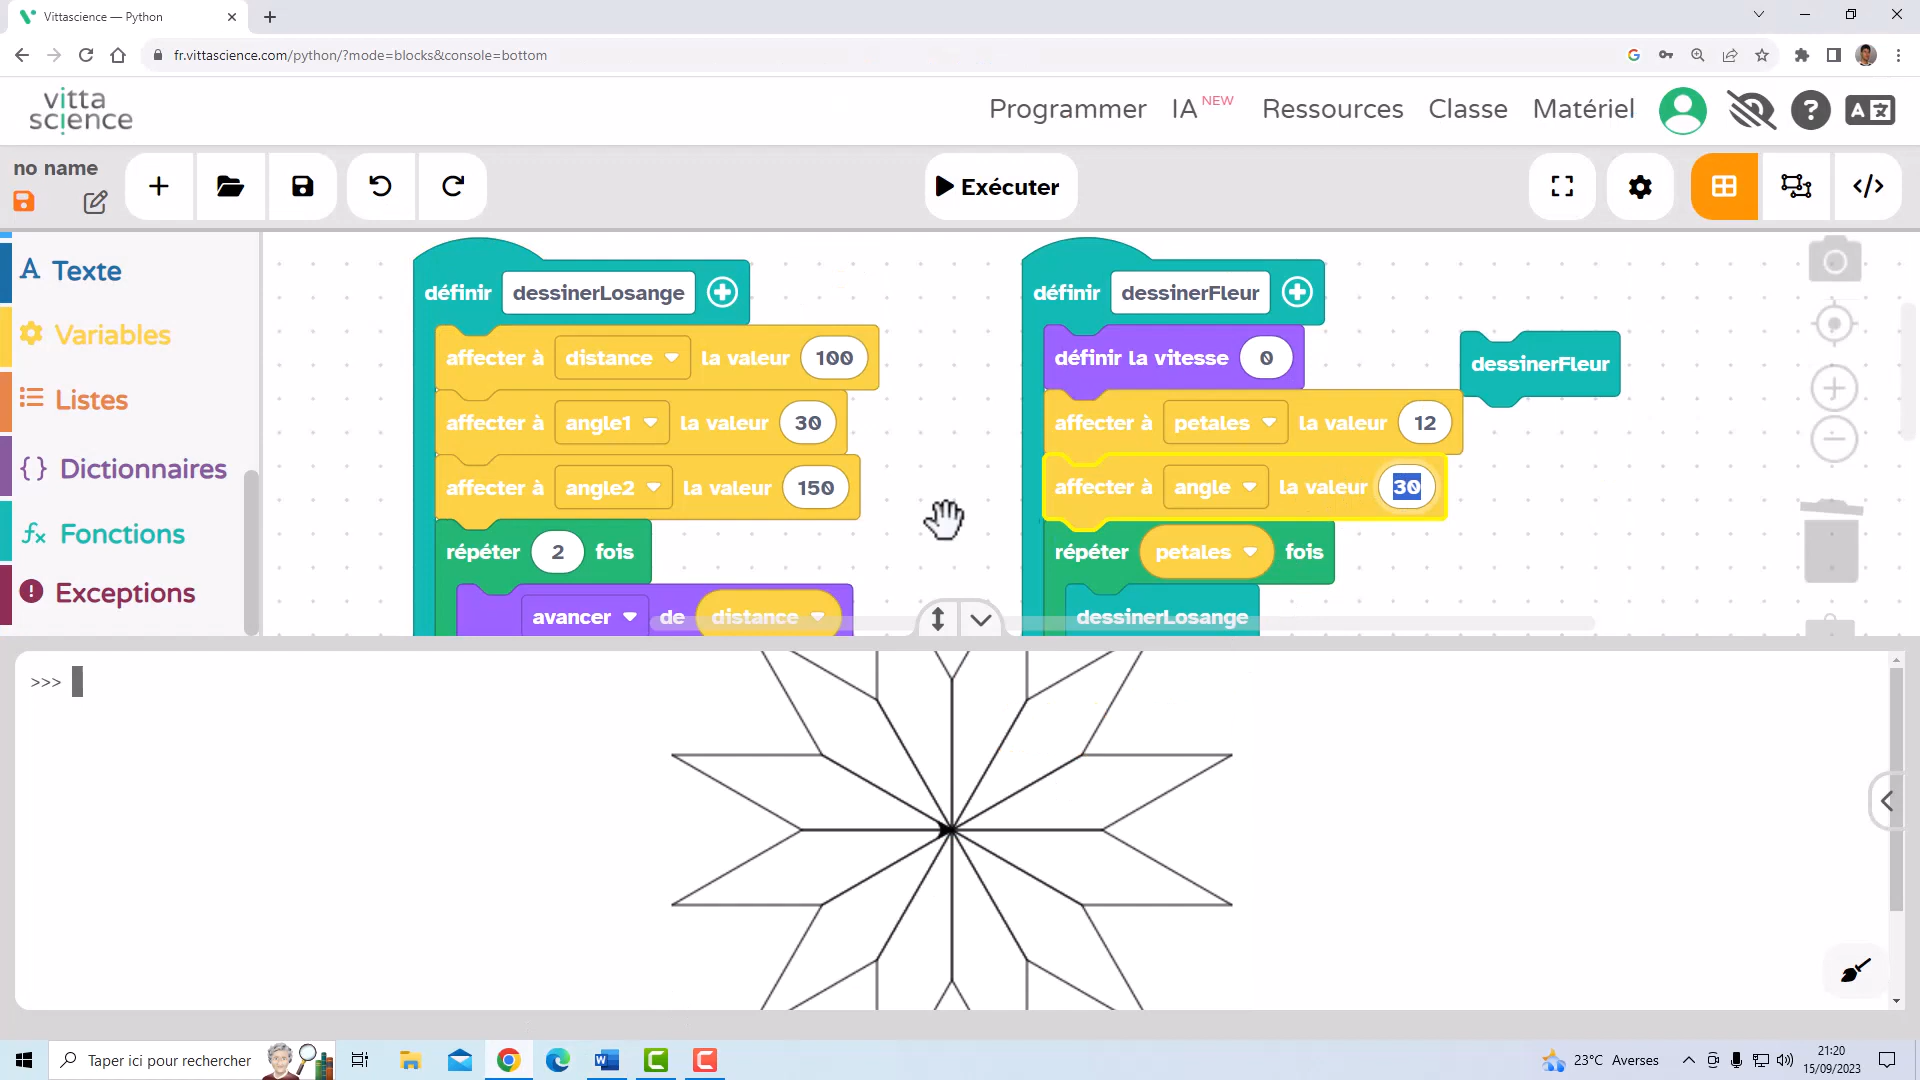 Vittascience — Python
fr.vittascience.com/python/?mode=blocks&console=bottom
vitta science
Programmer IA NEW Ressources Classe Matériel
no name
Exécuter
Texte
Variables
Listes
Dictionnaires
Fonctions
Exceptions
définir dessinerLosange
affecter à distance la valeur 100
affecter à angle1 la valeur 30
affecter à angle2 la valeur 150
répéter 2 fois
avancer de distance
définir dessinerFleur
définir la vitesse 0
affecter à petales la valeur 12
affecter à angle la valeur 30
répéter petales fois
dessinerLosange
dessinerFleur
>>>
Taper ici pour rechercher
23°C Averses
21:20
15/09/2023